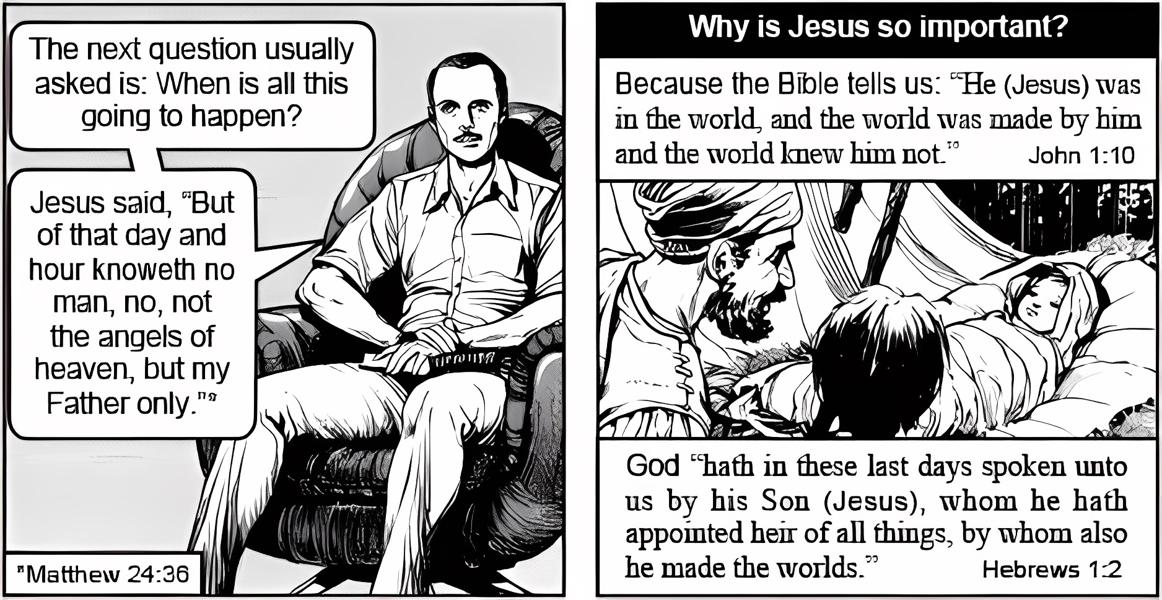 The next question usually
asked is: When is all this
going to happen?
Jesus said, "But
of that day and
hour knoweth no
man, no, not
the angels of
heaven, but my
Father only."*
*Matthew 24:36
Why is Jesus so important?
Because the Bible tells us: "He (Jesus) was
in the world, and the world was made by him
and the world knew him not."
John 1:10
God "hath in these last days spoken unto
us by his Son (Jesus), whom he hath
appointed heir of all things, by whom also
he made the worlds."
Hebrews 1:2